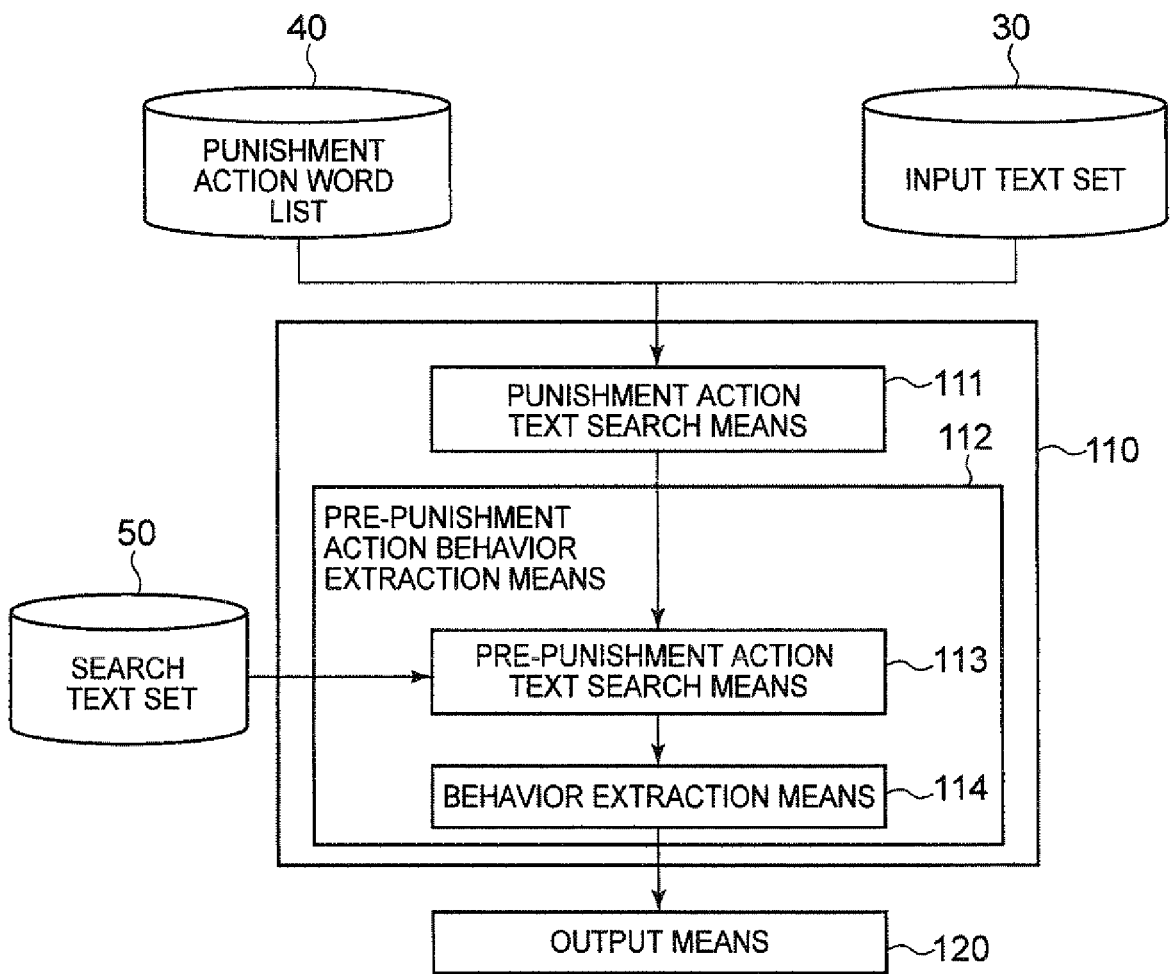 40
30
PUNISHMENT
ACTION WORD
LIST
INPUT TEXT SET
PUNISHMENT ACTION
TEXT SEARCH MEANS
111
112
110
PRE-PUNISHMENT
ACTION BEHAVIOR
EXTRACTION MEANS
50
SEARCH
TEXT SET
PRE-PUNISHMENT ACTION
TEXT SEARCH MEANS
113
BEHAVIOR EXTRACTION MEANS
114
OUTPUT MEANS
120